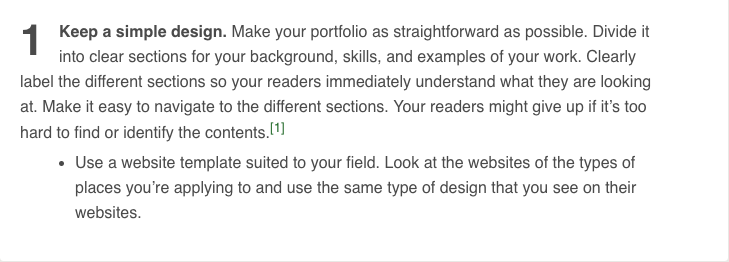 1 Keep a simple design. Make your portfolio as straightforward as possible. Divide it
into clear sections for your background, skills, and examples of your work. Clearly
label the different sections so your readers immediately understand what they are looking
at. Make it easy to navigate to the different sections. Your readers might give up if it's too
hard to find or identify the contents.[1]
• Use a website template suited to your field. Look at the websites of the types of
places you're applying to and use the same type of design that you see on their
websites.